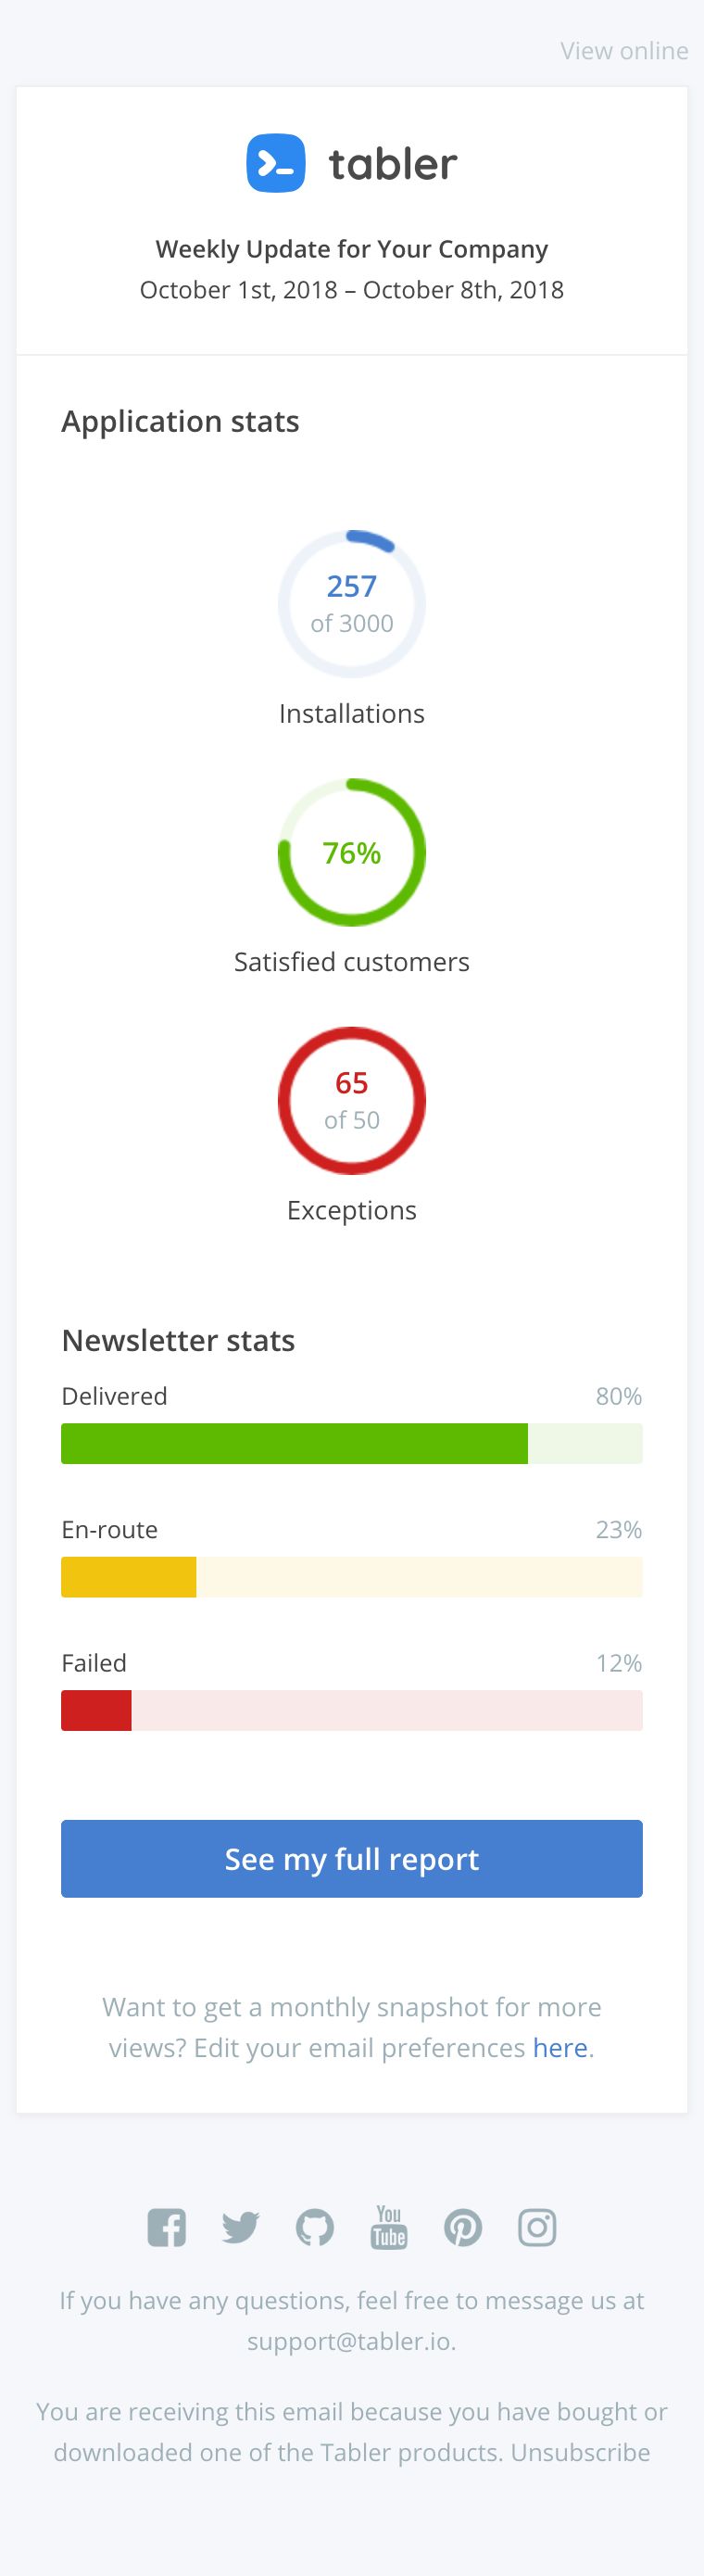 View online
tabler
Weekly Update for Your Company
October 1st, 2018 – October 8th, 2018
Application stats
257
of 3000
Installations
76%
Satisfied customers
65
of 50
Exceptions
Newsletter stats
Delivered 80%
En-route 23%
Failed 12%
See my full report
Want to get a monthly snapshot for more
views? Edit your email preferences here.
You
Tube
If you have any questions, feel free to message us at
support@tabler.io.
You are receiving this email because you have bought or
downloaded one of the Tabler products. Unsubscribe